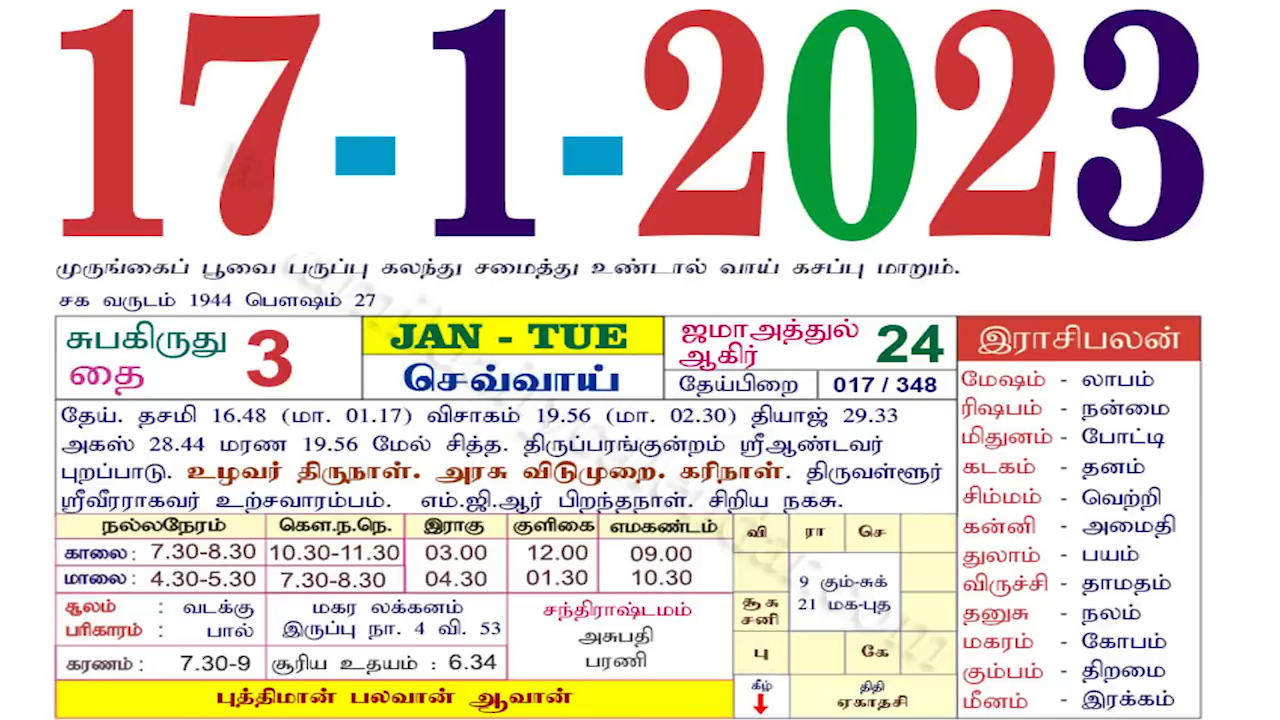 17-1-2023
முருங்கைப் பூவை பருப்பு கலந்து சமைத்து உண்டால் வாய் கசப்பு மாறும்.
சக வருடம் 1944 பௌஷம் 27
சுபகிருது
தை
3
JAN - TUE
செவ்வாய்
ஜமாஅத்துல்
ஆகிர்
24
தேய்பிறை
017 / 348
தேய். தசமி 16.48 (மா. 01.17) விசாகம் 19.56 (மா. 02.30) தியாஜ் 29.33
அகஸ் 28.44 மரண 19.56 மேல் சித்த. திருப்பரங்குன்றம் ஸ்ரீஆண்டவர்
புறப்பாடு. உழவர் திருநாள். அரசு விடுமுறை. கரிநாள். திருவள்ளூர்
ஸ்ரீவீரராகவர் உற்சவாரம்பம். எம்.ஜி.ஆர் பிறந்தநாள். சிறிய நகசு.
நல்லநேரம் கௌ.ந.நெ. இராகு குளிகை எமகண்டம்
காலை: 7.30-8.30 10.30-11.30 03.00 12.00 09.00
மாலை: 4.30-5.30 7.30-8.30 04.30 01.30 10.30
சூலம் : வடக்கு
பரிகாரம் : பால்
மகர லக்கனம்
இருப்பு நா. 4 வி. 53
சந்திராஷ்டமம்
அசுபதி
பரணி
கரணம்: 7.30-9
சூரிய உதயம் : 6.34
புத்திமான் பலவான் ஆவான்
வி ரா செ
9 கும்-சுக்
21 மக-புத
சூ சு
சனி
பு கே
கீழ்
திதி
ஏகாதசி
இராசிபலன்
மேஷம் - லாபம்
ரிஷபம் - நன்மை
மிதுனம் - போட்டி
கடகம் - தனம்
சிம்மம் - வெற்றி
கன்னி - அமைதி
துலாம் - பயம்
விருச்சி - தாமதம்
தனுசு - நலம்
மகரம் - கோபம்
கும்பம் - திறமை
மீனம் - இரக்கம்